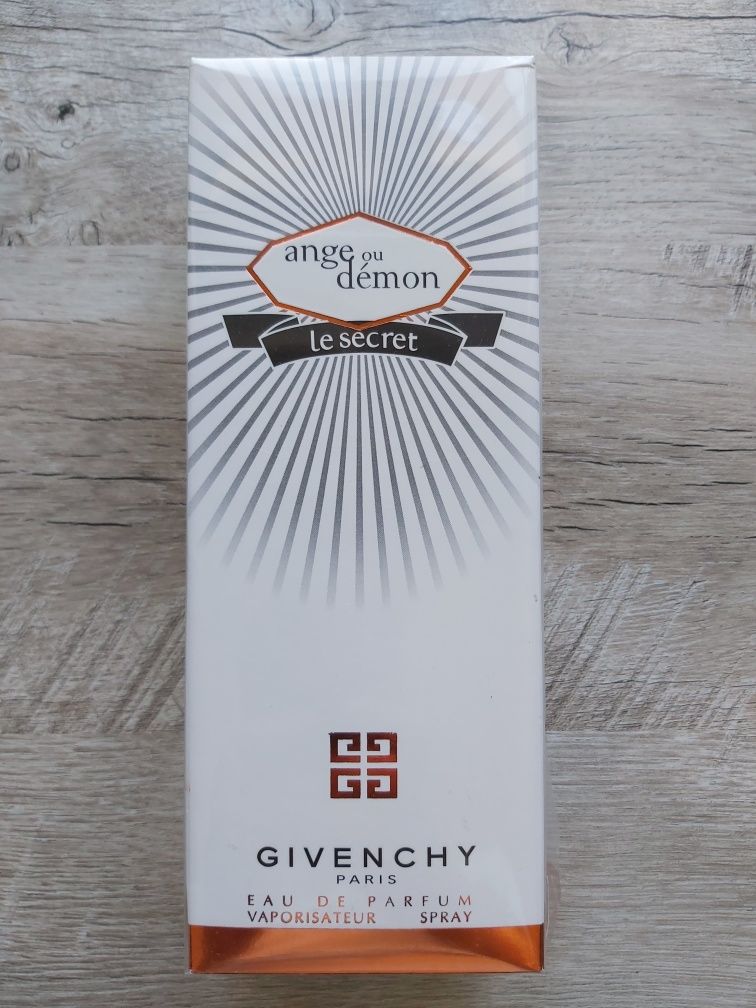 ange ou
démon
le secret
GIVENCHY
PARIS
EAU DE PARFUM
VAPORISATEUR SPRAY